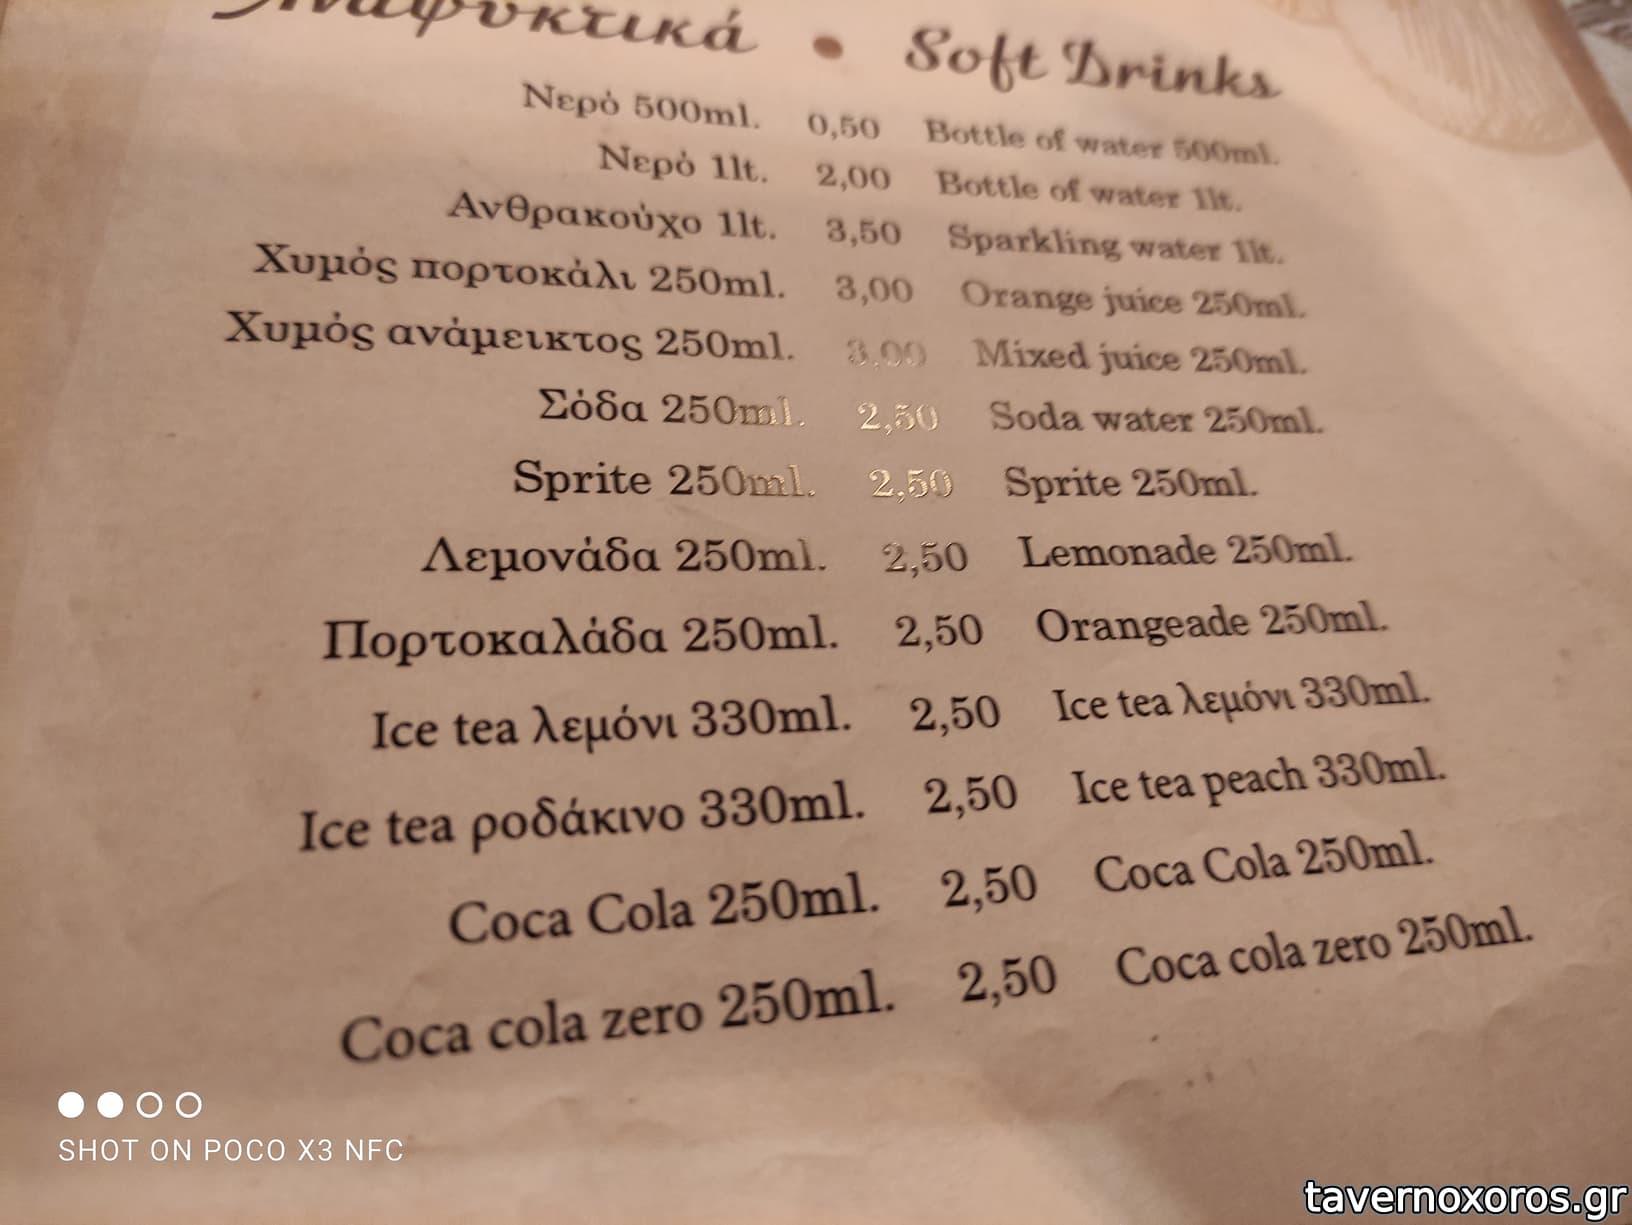 Αναψυκτικά • Soft Drinks
Νερό 500ml. 0,50 Bottle of water 500ml.
Νερό 1lt. 2,00 Bottle of water 1lt.
Ανθρακούχο 1lt. 3,50 Sparkling water 1lt.
Χυμός πορτοκάλι 250ml. 3,00 Orange juice 250ml.
Χυμός ανάμεικτος 250ml. 3,00 Mixed juice 250ml.
Σόδα 250ml. 2,50 Soda water 250ml.
Sprite 250ml. 2,50 Sprite 250ml.
Λεμονάδα 250ml. 2,50 Lemonade 250ml.
Πορτοκαλάδα 250ml. 2,50 Orangeade 250ml.
Ice tea λεμόνι 330ml. 2,50 Ice tea λεμόνι 330ml.
Ice tea ροδάκινο 330ml. 2,50 Ice tea peach 330ml.
Coca Cola 250ml. 2,50 Coca Cola 250ml.
Coca cola zero 250ml. 2,50 Coca cola zero 250ml.
SHOT ON POCO X3 NFC
tavernoxoros.gr